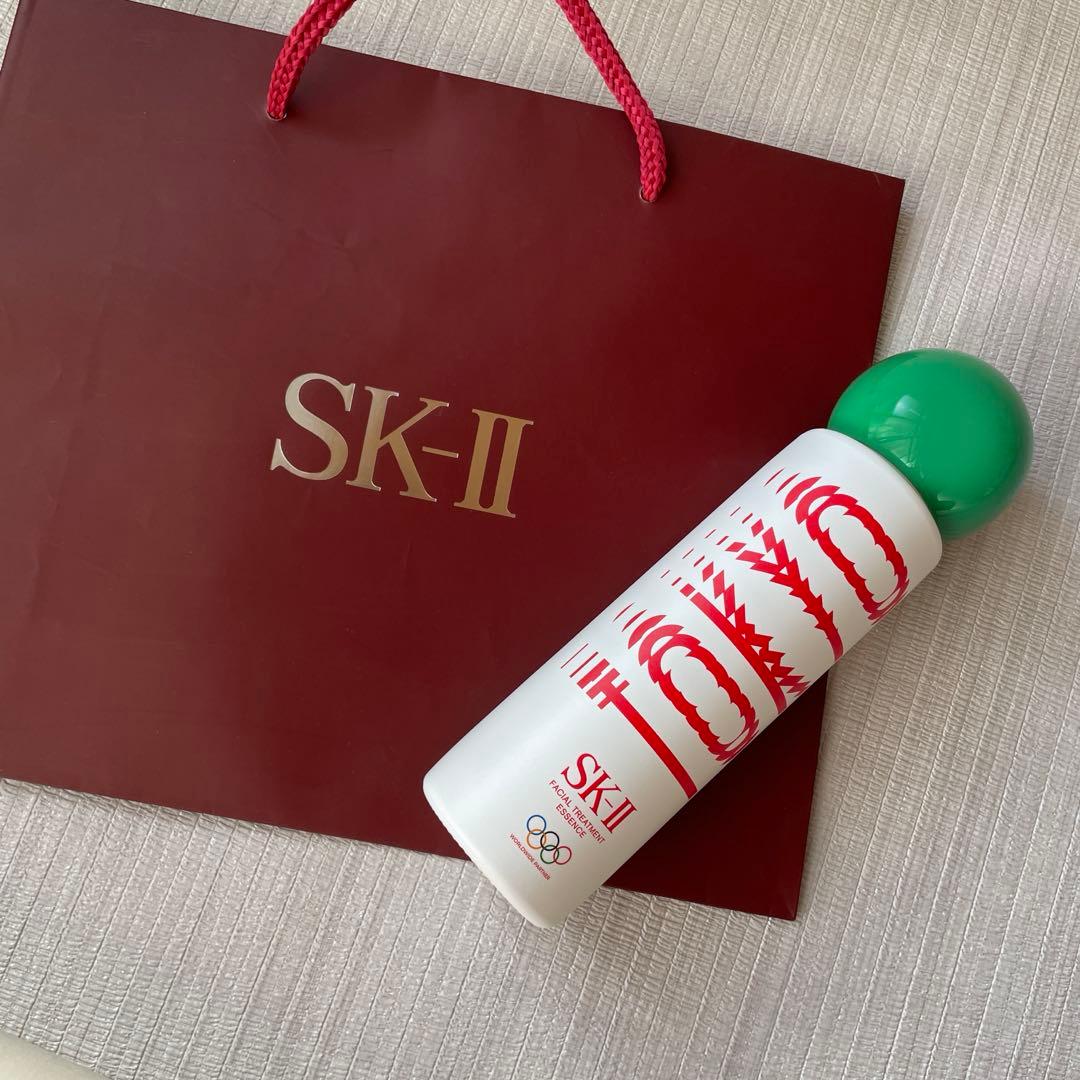 SK-II
TOKYO
SK-II
FACIAL TREATMENT
ESSENCE
WORLDWIDE PARTNER